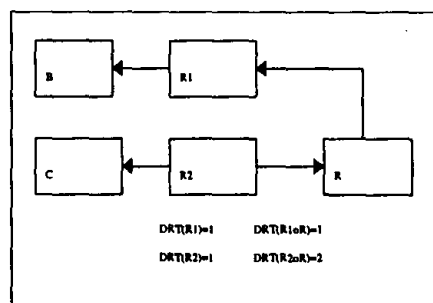 B R1
C R2 R
DRT(R1)=1 DRT(R1oR)=1
DRT(R2)=1 DRT(R2oR)=2